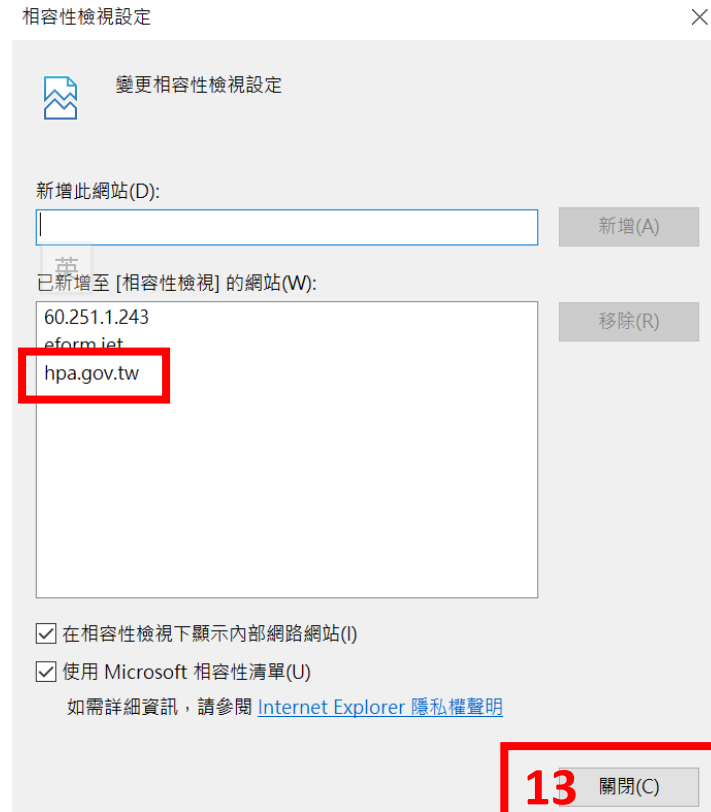 相容性檢視設定
變更相容性檢視設定
新增此網站(D):
新增(A)
英
已新增至 [相容性檢視] 的網站(W):
60.251.1.243
移除(R)
eform.iet
hpa.gov.tw
在相容性檢視下顯示內部網路網站(I)
使用 Microsoft 相容性清單(U)
如需詳細資訊，請參閱 Internet Explorer 隱私權聲明
13 關閉(C)